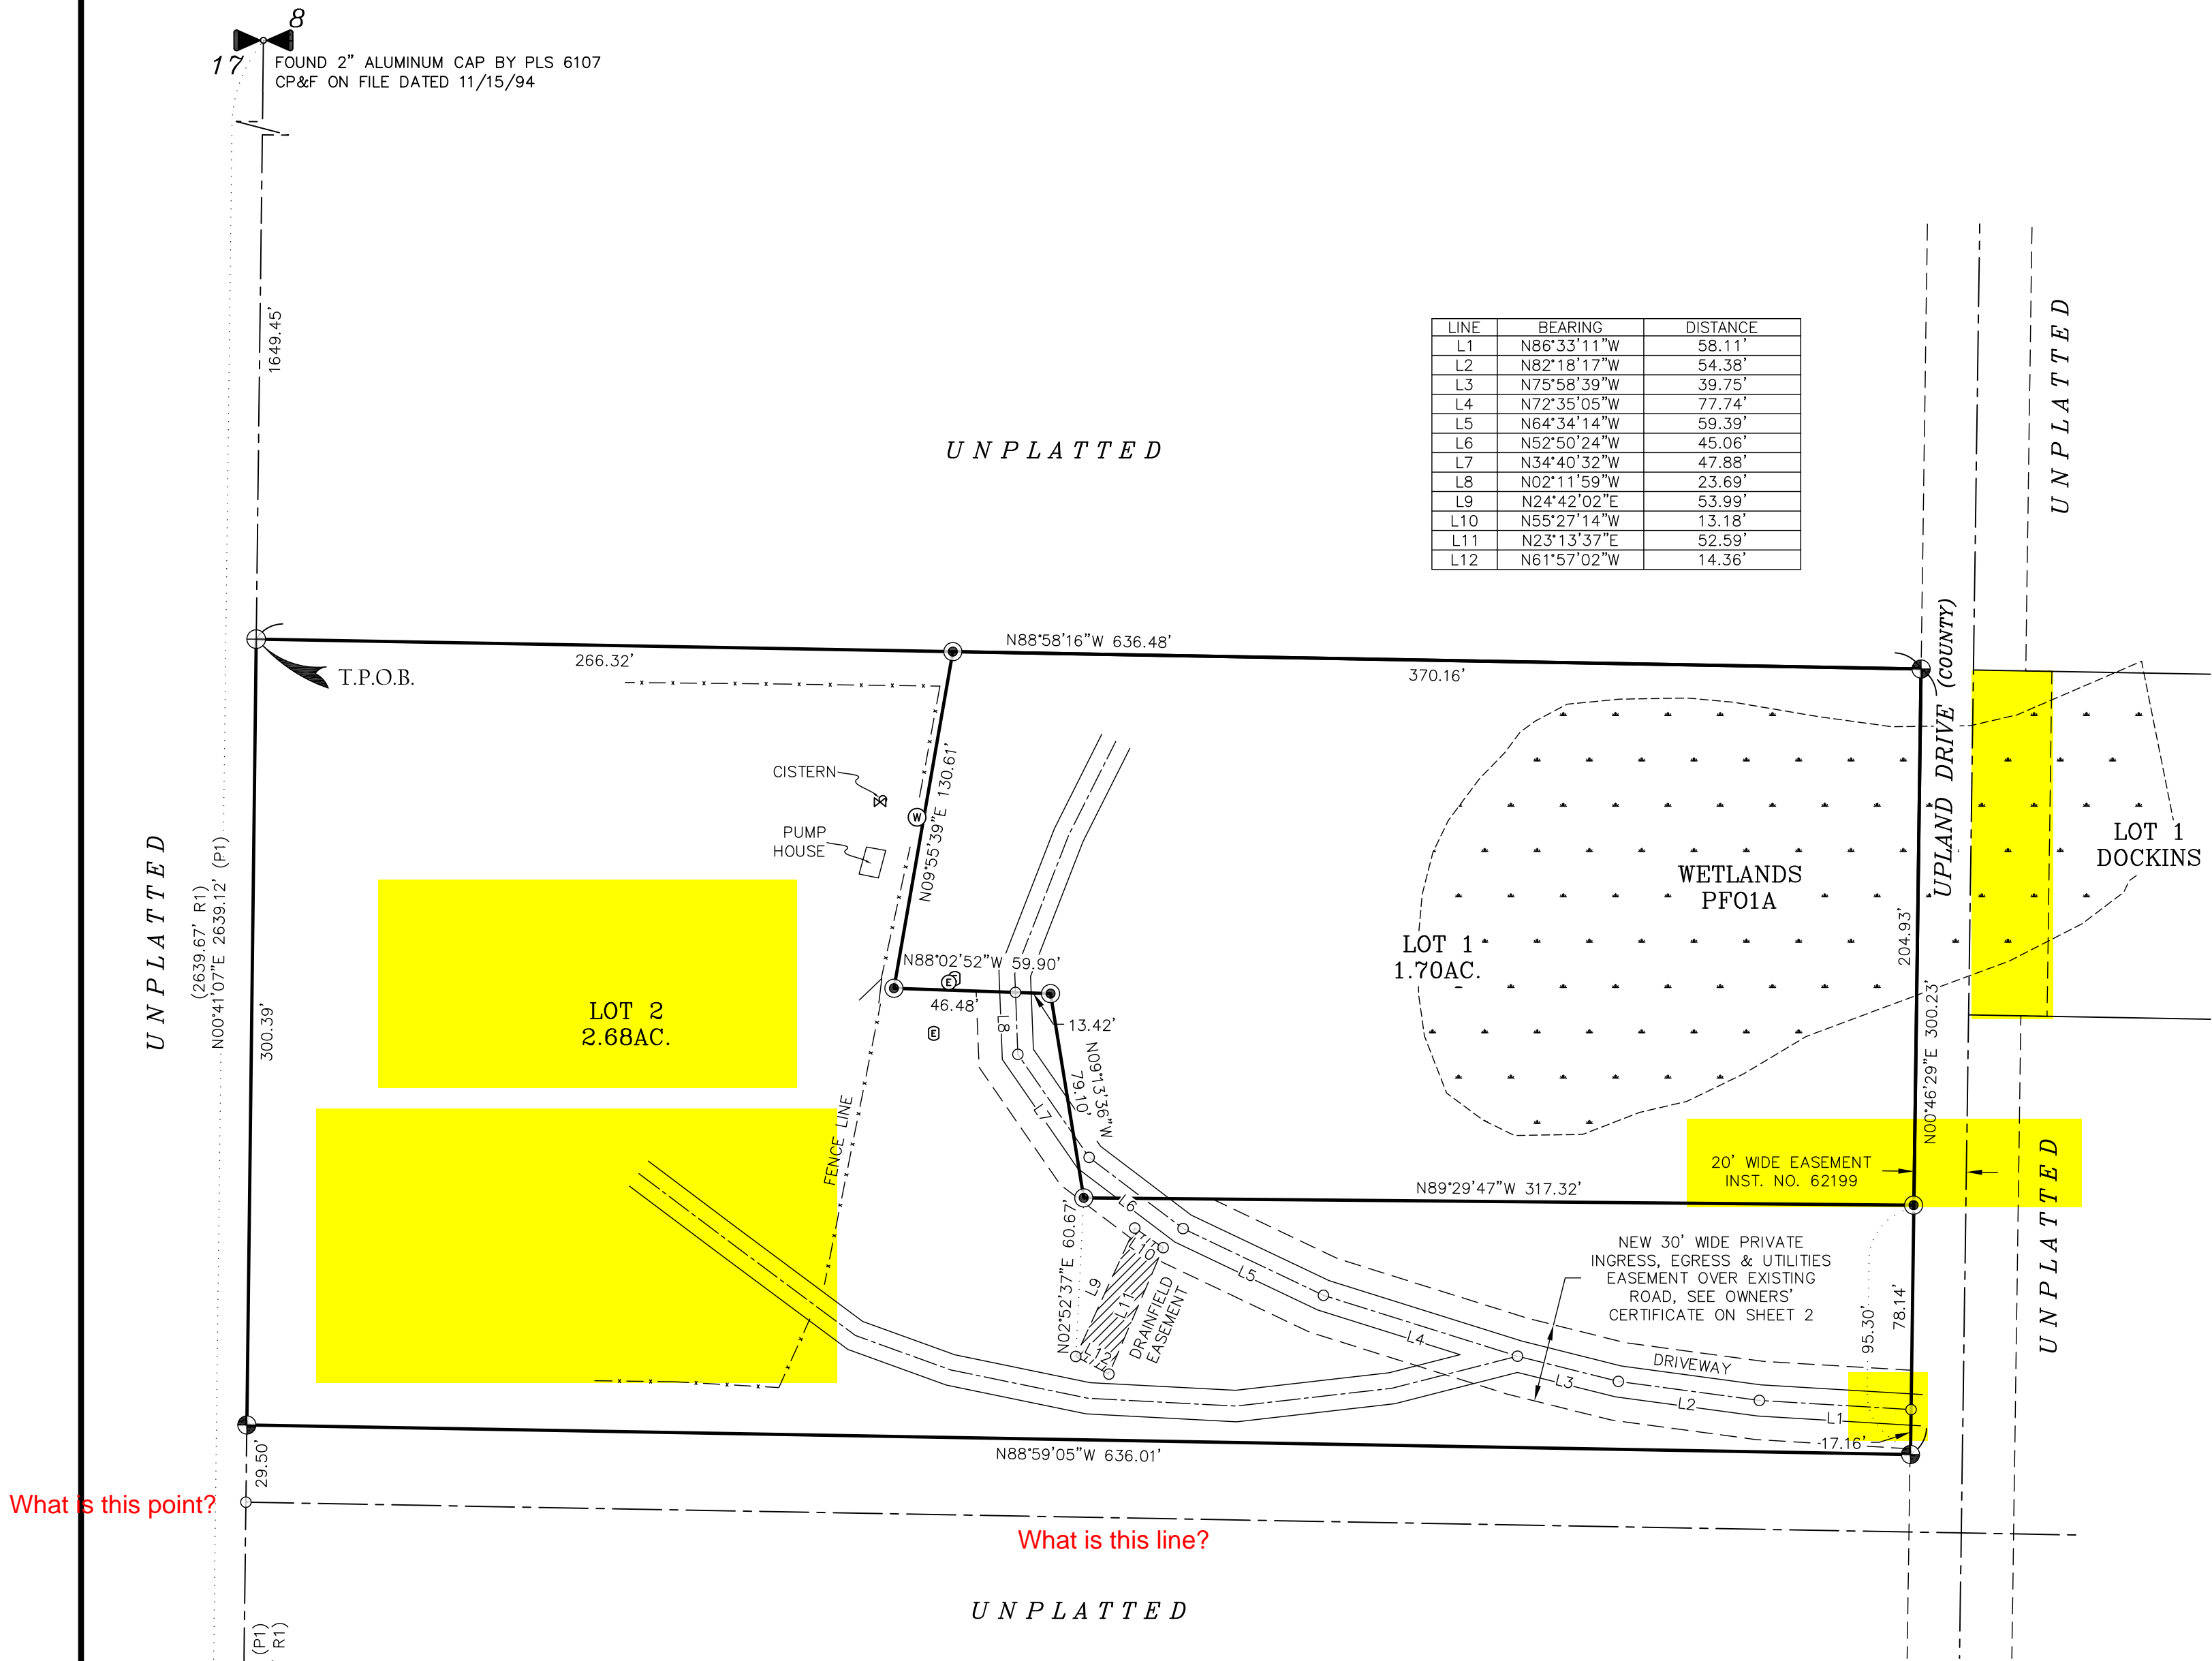 8
17
FOUND 2" ALUMINUM CAP BY PLS 6107
CP&F ON FILE DATED 11/15/94
1649.45'
UNPLATTED
UNPLATTED
LINE BEARING DISTANCE
L1 N86°33'11"W 58.11'
L2 N82°18'17"W 54.38'
L3 N75°58'39"W 39.75'
L4 N72°35'05"W 77.74'
L5 N64°34'14"W 59.39'
L6 N52°50'24"W 45.06'
L7 N34°40'32"W 47.88'
L8 N02°11'59"W 23.69'
L9 N24°42'02"E 53.99'
L10 N55°27'14"W 13.18'
L11 N23°13'37"E 52.59'
L12 N61°57'02"W 14.36'
N88°58'16"W 636.48'
266.32'
370.16'
T.P.O.B.
UPLAND DRIVE (COUNTY)
CISTERN
W
PUMP
HOUSE
N09°55'39"E 130.61'
LOT 1
DOCKINS
WETLANDS
PFO1A
LOT 1
1.70AC.
204.93'
N00°46'29"E 300.23'
UNPLATTED
(2639.67' R1)
N00°41'07"E 2639.12' (P1)
300.39'
LOT 2
2.68AC.
N88°02'52"W 59.90'
E
46.48'
13.42'
E
L8
N09°13'36"W
79.10'
L7
FENCE LINE
20' WIDE EASEMENT
INST. NO. 62199
N89°29'47"W 317.32'
UNPLATTED
L6
N02°52'37"E 60.67'
L10
L9
L11
L12
DRAINFIELD
EASEMENT
L5
NEW 30' WIDE PRIVATE
INGRESS, EGRESS & UTILITIES
EASEMENT OVER EXISTING
ROAD, SEE OWNERS'
CERTIFICATE ON SHEET 2
95.30'
78.14'
L4
DRIVEWAY
L3
L2
L1
17.16'
N88°59'05"W 636.01'
29.50'
What is this point?
What is this line?
UNPLATTED
(P1)
R1)